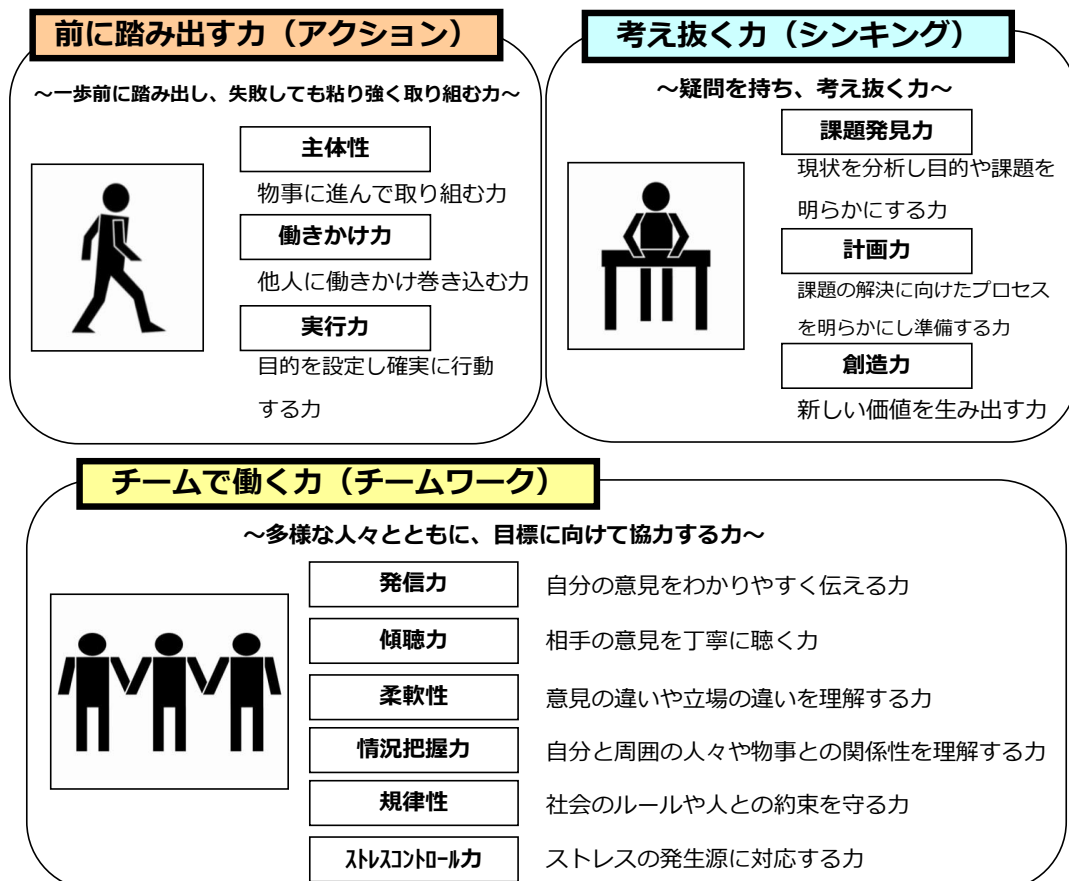 前に踏み出す力（アクション）
～一歩前に踏み出し、失敗しても粘り強く取り組む力～
主体性
物事に進んで取り組む力
働きかけ力
他人に働きかけ巻き込む力
実行力
目的を設定し確実に行動
する力
考え抜く力（シンキング）
～疑問を持ち、考え抜く力～
課題発見力
現状を分析し目的や課題を
明らかにする力
計画力
課題の解決に向けたプロセス
を明らかにし準備する力
創造力
新しい価値を生み出す力
チームで働く力（チームワーク）
～多様な人々とともに、目標に向けて協力する力～
発信力
自分の意見をわかりやすく伝える力
傾聴力
相手の意見を丁寧に聴く力
柔軟性
意見の違いや立場の違いを理解する力
情況把握力
自分と周囲の人々や物事との関係性を理解する力
規律性
社会のルールや人との約束を守る力
ｽﾄﾚｽｺﾝﾄﾛｰﾙ力
ストレスの発生源に対応する力